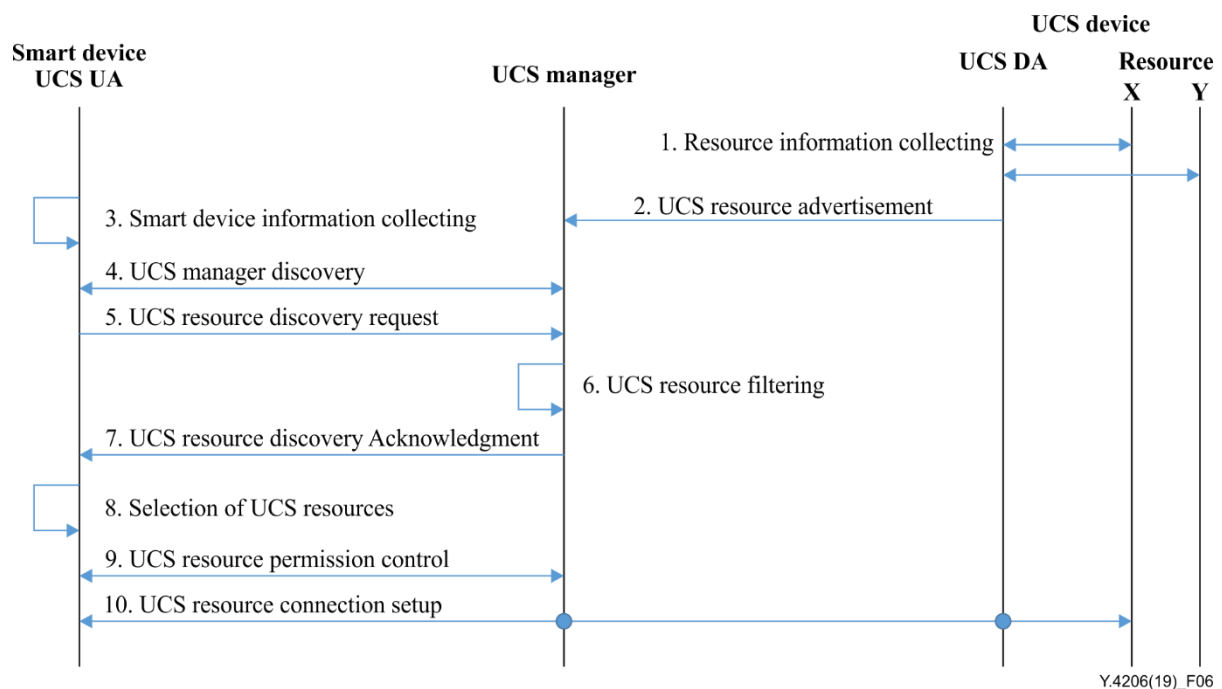 UCS device
Smart device
UCS UA
UCS manager
UCS DA
Resource
X Y
1. Resource information collecting
2. UCS resource advertisement
3. Smart device information collecting
4. UCS manager discovery
5. UCS resource discovery request
6. UCS resource filtering
7. UCS resource discovery Acknowledgment
8. Selection of UCS resources
9. UCS resource permission control
10. UCS resource connection setup
Y.4206(19)_F06